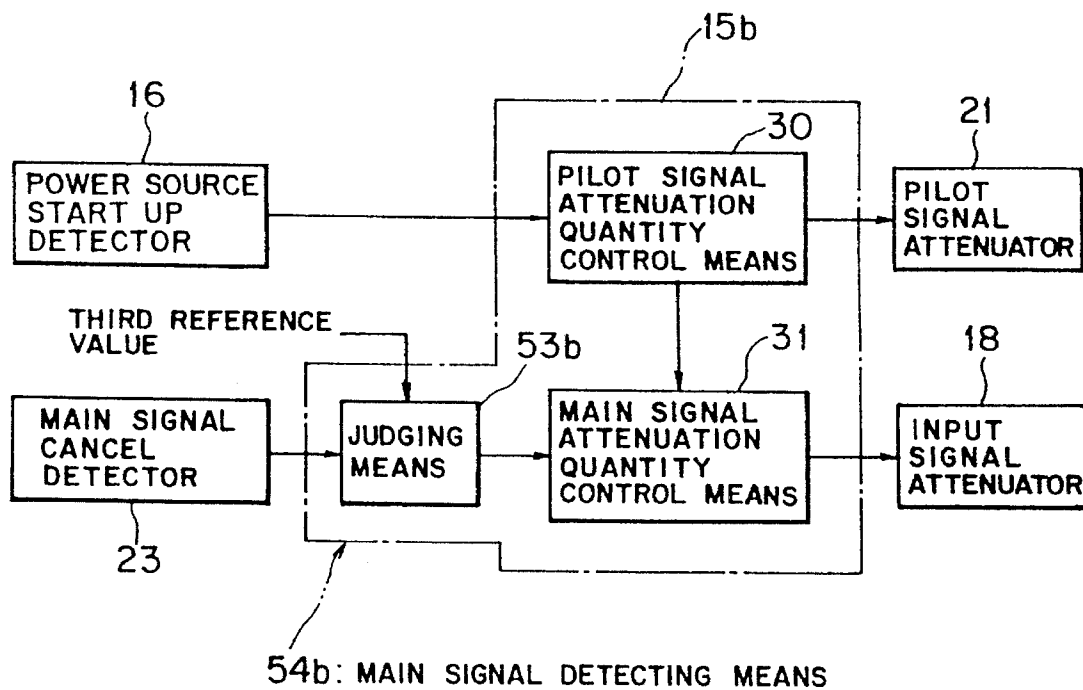 15b
16
POWER SOURCE
START UP
DETECTOR
30
PILOT SIGNAL
ATTENUATION
QUANTITY
CONTROL MEANS
21
PILOT
SIGNAL
ATTENUATOR
THIRD REFERENCE
VALUE
53b
31
18
MAIN SIGNAL
CANCEL
DETECTOR
23
JUDGING
MEANS
MAIN SIGNAL
ATTENUATION
QUANTITY
CONTROL MEANS
INPUT
SIGNAL
ATTENUATOR
54b: MAIN SIGNAL DETECTING MEANS